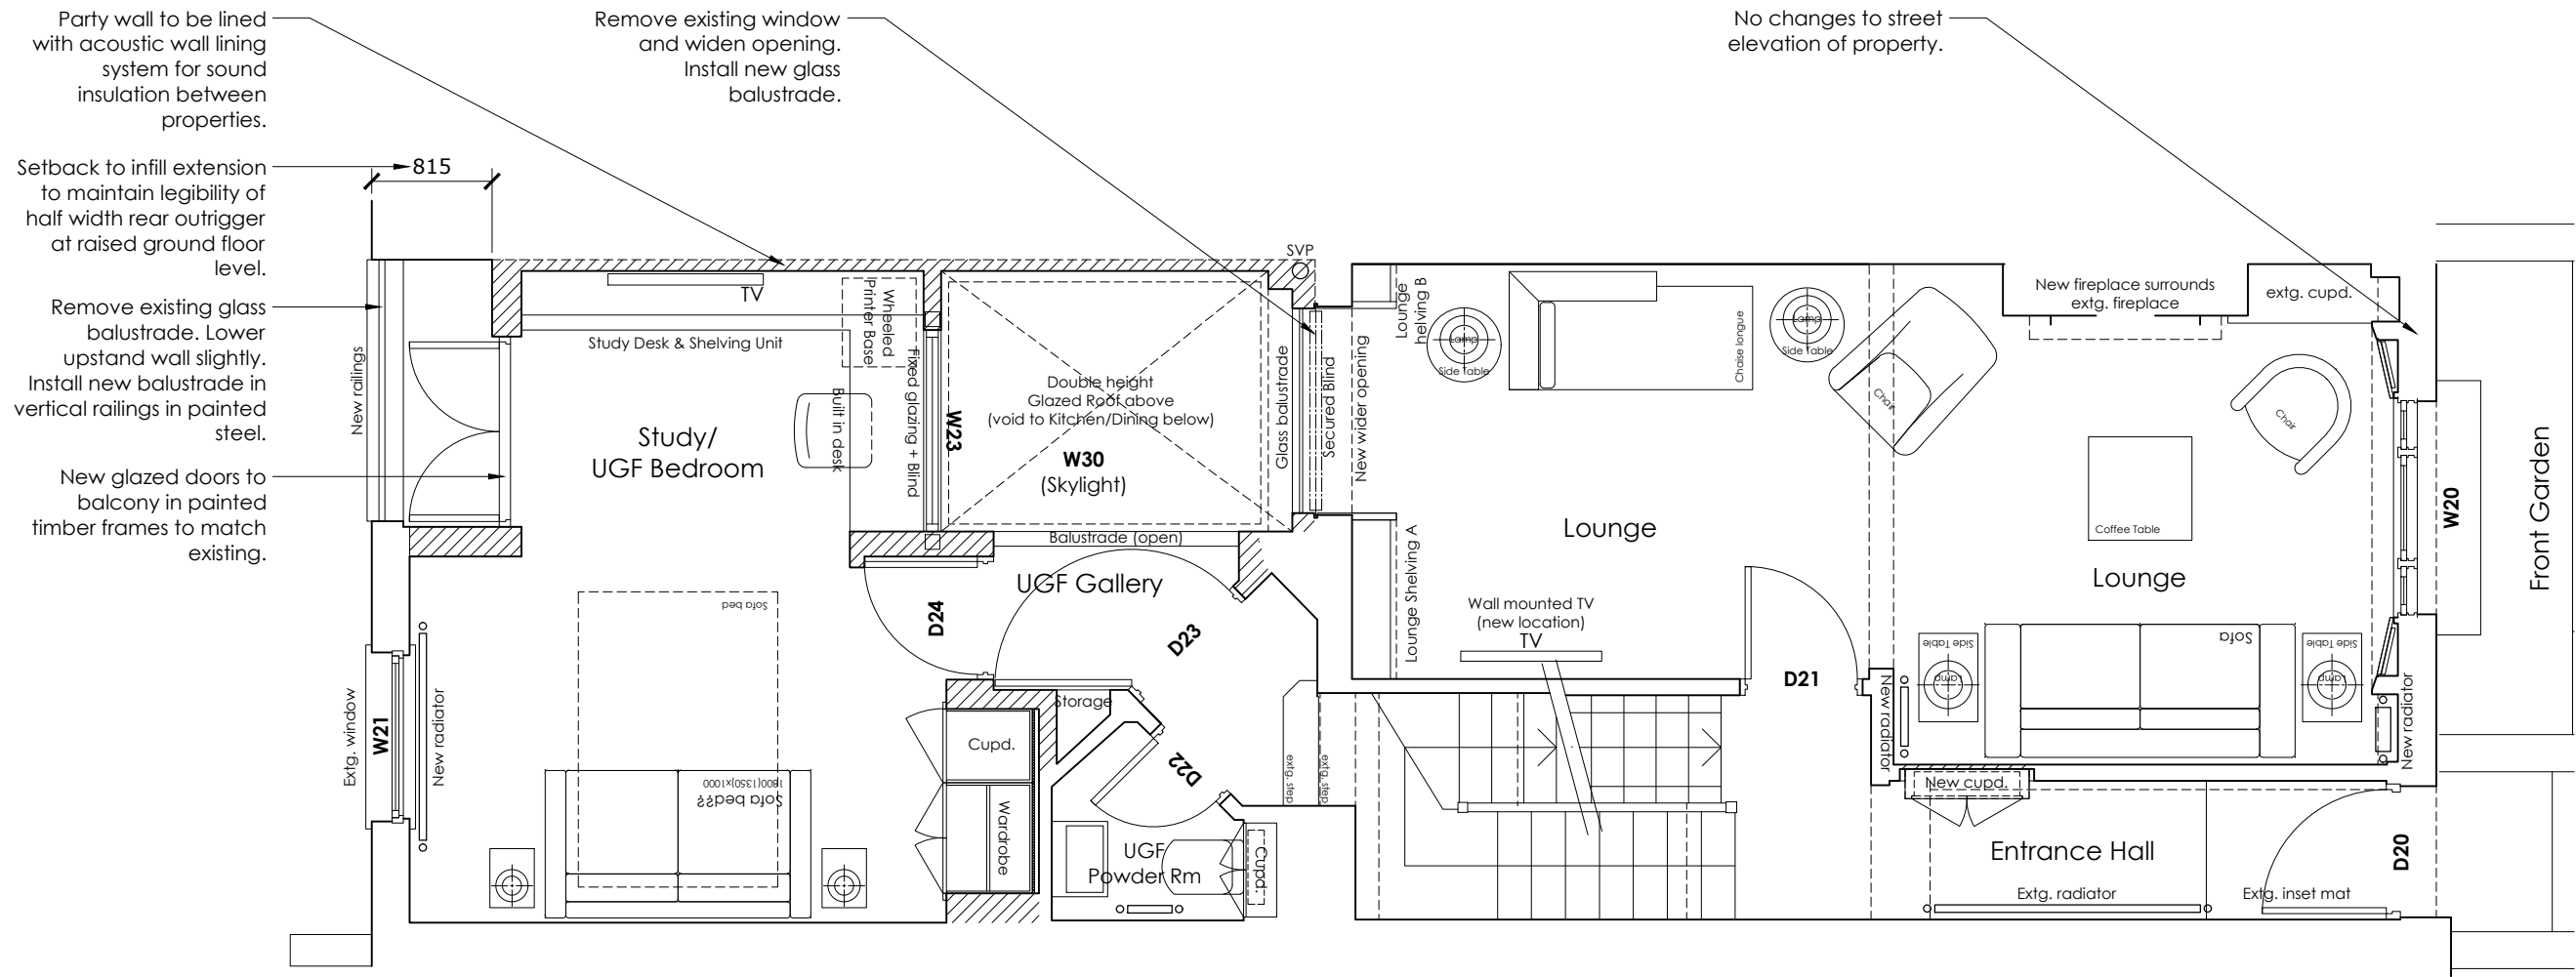 Party wall to be lined
with acoustic wall lining
system for sound
insulation between
properties.
Remove existing window
and widen opening.
Install new glass
balustrade.
No changes to street
elevation of property.
Setback to infill extension
to maintain legibility of
half width rear outrigger
at raised ground floor
level.
815
Remove existing glass
balustrade. Lower
upstand wall slightly.
Install new balustrade in
vertical railings in painted
steel.
New glazed doors to
balcony in painted
timber frames to match
existing.
New railings
TV
Study Desk & Shelving Unit
Wheeled
Printer Base
Built in desk
Fixed glazing + Blind
W23
Study/
UGF Bedroom
Double height
Glazed Roof above
(void to Kitchen/Dining below)
W30
(Skylight)
SVP
Glass balustrade
Secured Blind
New wider opening
Balustrade (open)
UGF Gallery
Lounge
helving B
Lamp
Side Table
Chaise longue
Lamp
Side Table
Chair
New fireplace surrounds
extg. fireplace
extg. cupd.
Chair
Coffee Table
Lounge
Lounge
Lounge Shelving A
Wall mounted TV
(new location)
TV
W20
Front Garden
D24
D23
D22
D21
D20
Sofa bed
Extg. window
W21
New radiator
Sofa bed??
1800(1350)x1000
Storage
Cupd.
Wardrobe
UGF
Powder Rm
Cupd.
extg. step
extg. step
New radiator
Side Table
Lamp
Sofa
Side Table
Lamp
New radiator
New cupd.
Entrance Hall
Extg. radiator
Extg. inset mat